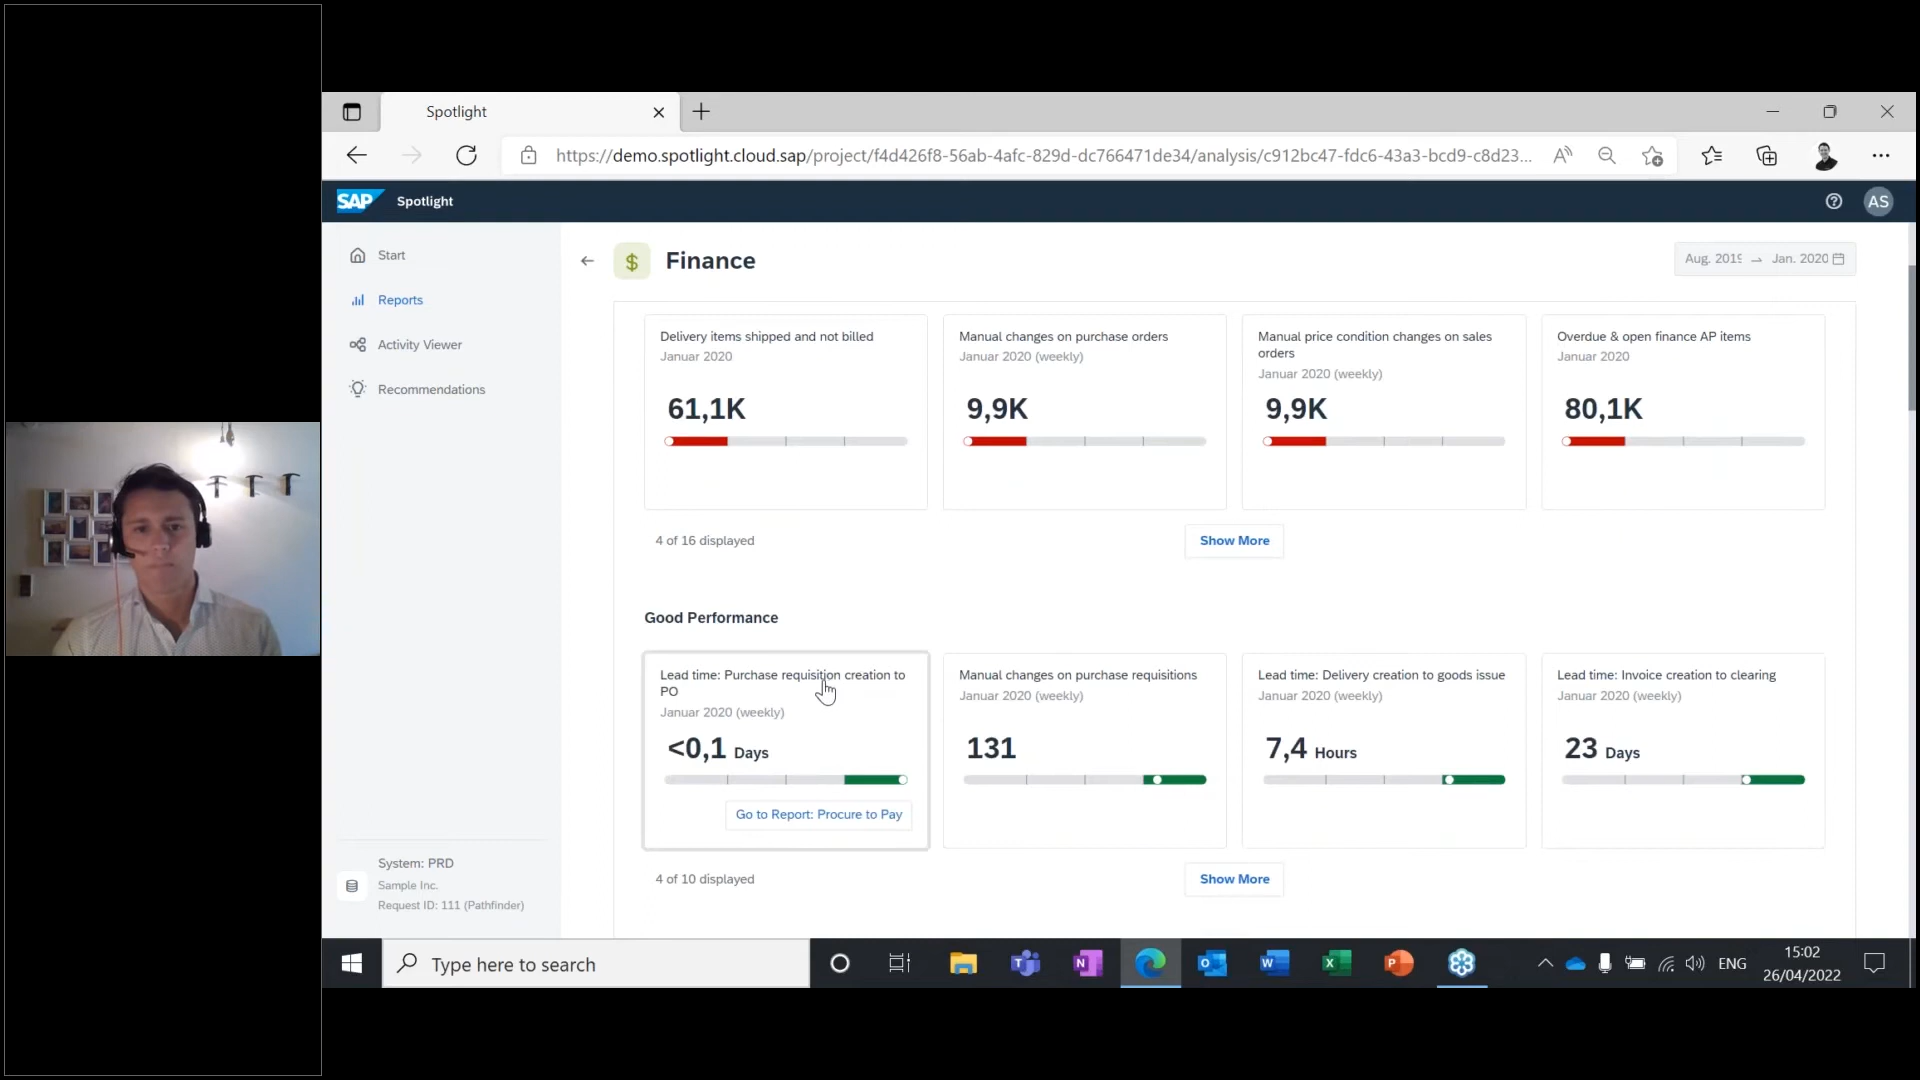 Spotlight
https://demo.spotlight.cloud.sap/project/f4d426f8-56ab-4afc-829d-dc766471de34/analysis/c912bc47-fdc6-43a3-bcd9-c8d23...
SAP Spotlight
AS
Start
Reports
Activity Viewer
Recommendations
System: PRD
Sample Inc.
Request ID: 111 (Pathfinder)
$ Finance
Aug. 2019 → Jan. 2020
Delivery items shipped and not billed
Januar 2020
61,1K
Manual changes on purchase orders
Januar 2020 (weekly)
9,9K
Manual price condition changes on sales
orders
Januar 2020 (weekly)
9,9K
Overdue & open finance AP items
Januar 2020
80,1K
4 of 16 displayed
Show More
Good Performance
Lead time: Purchase requisition creation to
PO
Januar 2020 (weekly)
<0,1 Days
Go to Report: Procure to Pay
Manual changes on purchase requisitions
Januar 2020 (weekly)
131
Lead time: Delivery creation to goods issue
Januar 2020 (weekly)
7,4 Hours
Lead time: Invoice creation to clearing
Januar 2020 (weekly)
23 Days
4 of 10 displayed
Show More
Type here to search
ENG
15:02
26/04/2022